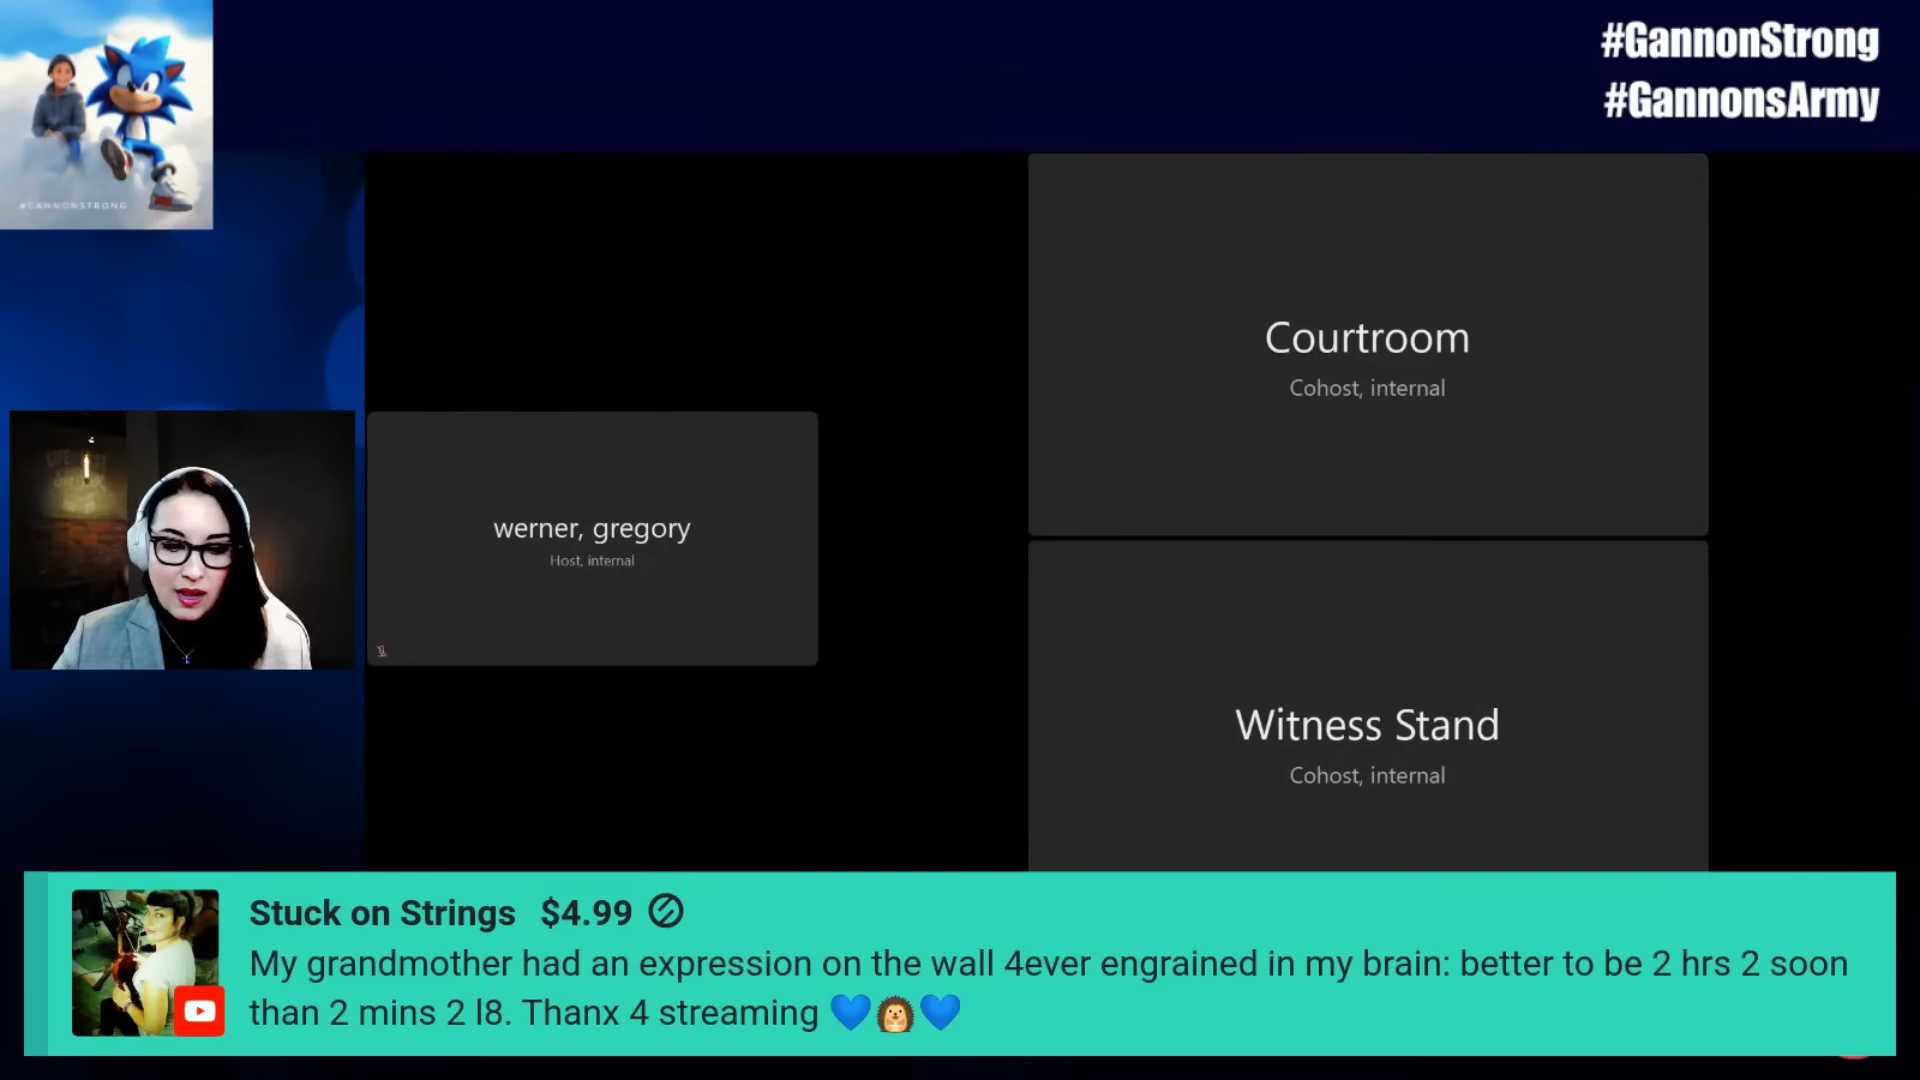 #GannonStrong
#GannonsArmy
#GANNONSTRONG
Courtroom
Cohost, internal
werner, gregory
Host, internal
Witness Stand
Cohost, internal
Stuck on Strings $4.99
My grandmother had an expression on the wall 4ever engrained in my brain: better to be 2 hrs 2 soon
than 2 mins 2 l8. Thanx 4 streaming 💙🦔💙